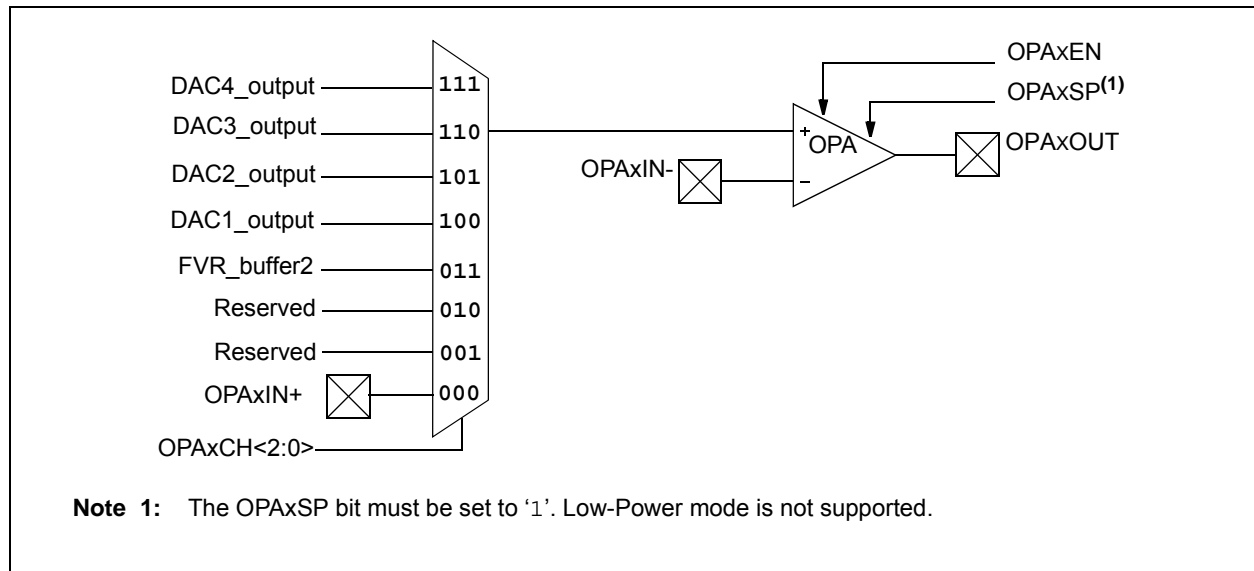 DAC4_output
111
DAC3_output
110
DAC2_output
101
DAC1_output
100
FVR_buffer2
011
Reserved
010
Reserved
001
OPAxIN+
000
OPAxCH<2:0>
OPAxEN
OPAxSP(1)
+
OPA
OPAxOUT
OPAxIN-
–
Note 1: The OPAxSP bit must be set to ‘1’. Low-Power mode is not supported.